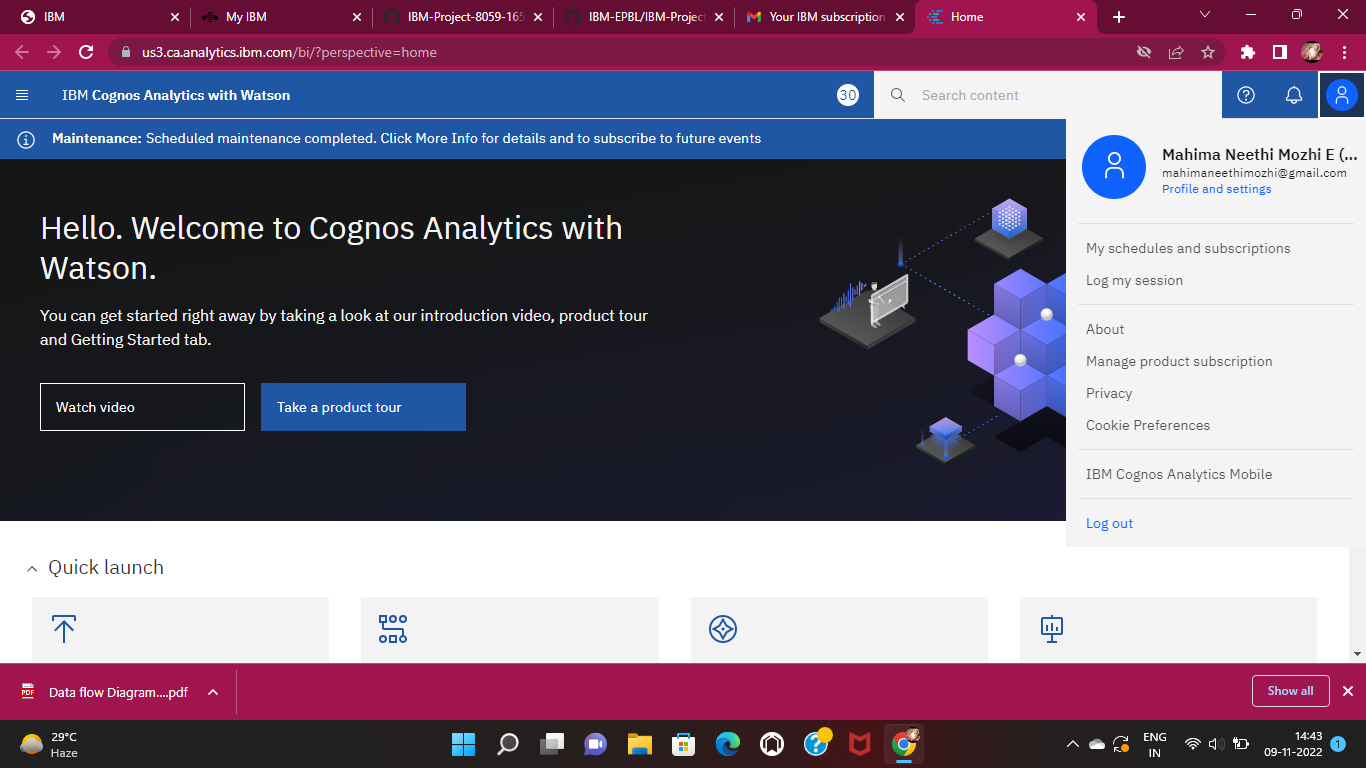 IBM
My IBM
IBM-Project-8059-165
IBM-EPBL/IBM-Project
Your IBM subscription
Home
us3.ca.analytics.ibm.com/bi/?perspective=home
IBM Cognos Analytics with Watson
30
Search content
Maintenance: Scheduled maintenance completed. Click More Info for details and to subscribe to future events
Mahima Neethi Mozhi E (...
mahimaneethimozhi@gmail.com
Profile and settings
My schedules and subscriptions
Log my session
About
Manage product subscription
Privacy
Cookie Preferences
IBM Cognos Analytics Mobile
Log out
Hello. Welcome to Cognos Analytics with
Watson.
You can get started right away by taking a look at our introduction video, product tour
and Getting Started tab.
Watch video
Take a product tour
Quick launch
PDF
Data flow Diagram....pdf
Show all
29°C
Haze
ENG
IN
14:43
09-11-2022
1